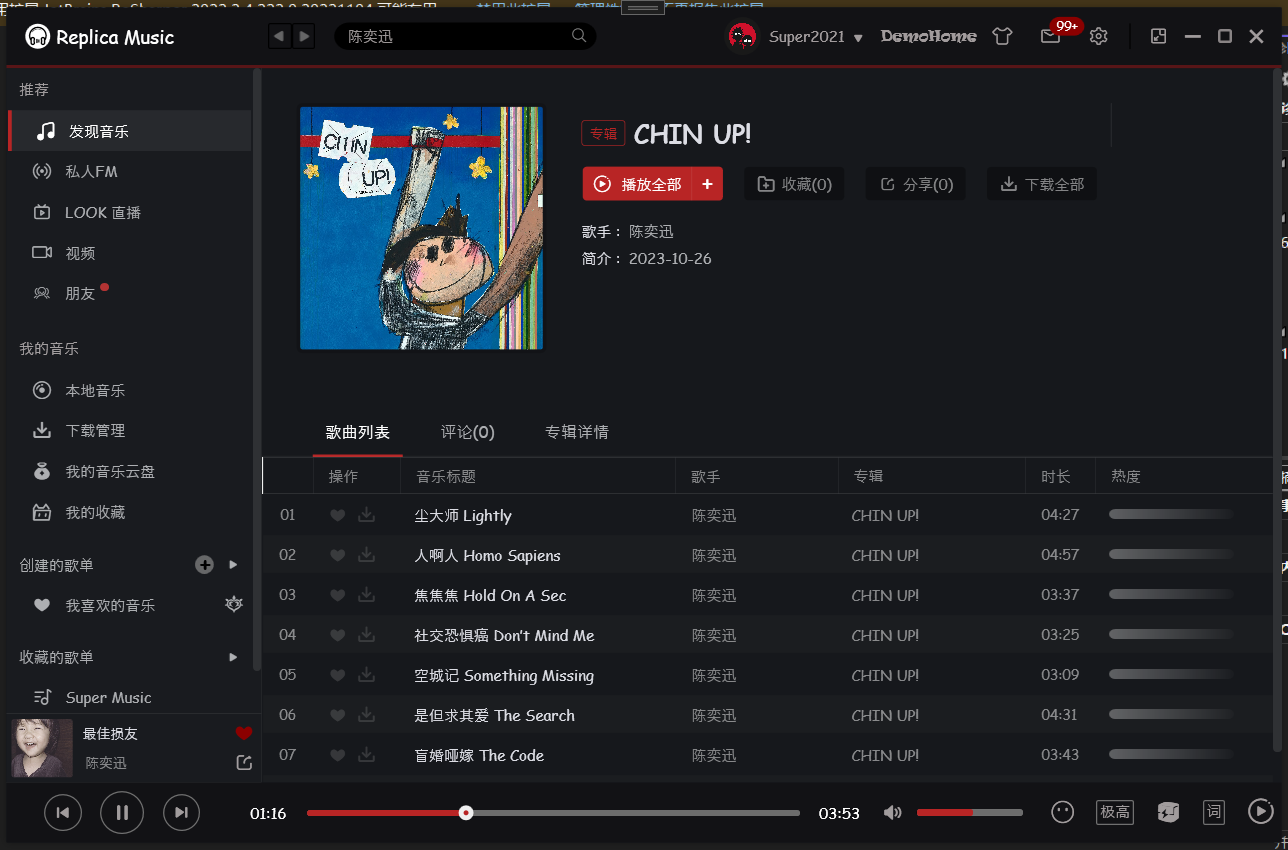 Replica Music
陈奕迅
Super2021
DemoHome
99+
推荐
发现音乐
私人FM
LOOK 直播
视频
朋友
我的音乐
本地音乐
下载管理
我的音乐云盘
我的收藏
创建的歌单
我喜欢的音乐
收藏的歌单
Super Music
最佳损友
陈奕迅
CHIN
UP!
专辑 CHIN UP!
播放全部 + 收藏(0) 分享(0) 下载全部
歌手： 陈奕迅
简介： 2023-10-26
歌曲列表 评论(0) 专辑详情
操作 音乐标题 歌手 专辑 时长 热度
01 尘大师 Lightly 陈奕迅 CHIN UP! 04:27
02 人啊人 Homo Sapiens 陈奕迅 CHIN UP! 04:57
03 焦焦焦 Hold On A Sec 陈奕迅 CHIN UP! 03:37
04 社交恐惧癌 Don't Mind Me 陈奕迅 CHIN UP! 03:25
05 空城记 Something Missing 陈奕迅 CHIN UP! 03:09
06 是但求其爱 The Search 陈奕迅 CHIN UP! 04:31
07 盲婚哑嫁 The Code 陈奕迅 CHIN UP! 03:43
01:16 03:53 极高 词